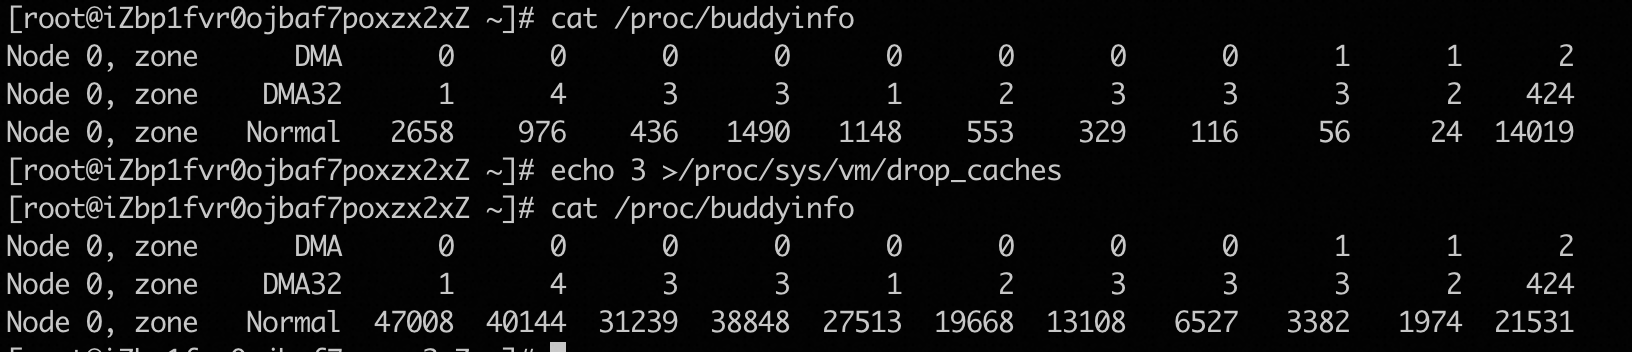 [root@iZbp1fvr0ojbaf7poxzx2xZ ~]# cat /proc/buddyinfo
Node 0, zone      DMA      0      0      0      0      0      0      0      0      1      1      2
Node 0, zone    DMA32      1      4      3      3      1      2      3      3      3      2    424
Node 0, zone   Normal   2658    976    436   1490   1148    553    329    116     56     24  14019
[root@iZbp1fvr0ojbaf7poxzx2xZ ~]# echo 3 >/proc/sys/vm/drop_caches
[root@iZbp1fvr0ojbaf7poxzx2xZ ~]# cat /proc/buddyinfo
Node 0, zone      DMA      0      0      0      0      0      0      0      0      1      1      2
Node 0, zone    DMA32      1      4      3      3      1      2      3      3      3      2    424
Node 0, zone   Normal  47008  40144  31239  38848  27513  19668  13108   6527   3382   1974  21531
[root@iZbp1fvr0ojbaf7poxzx2xZ ~]#